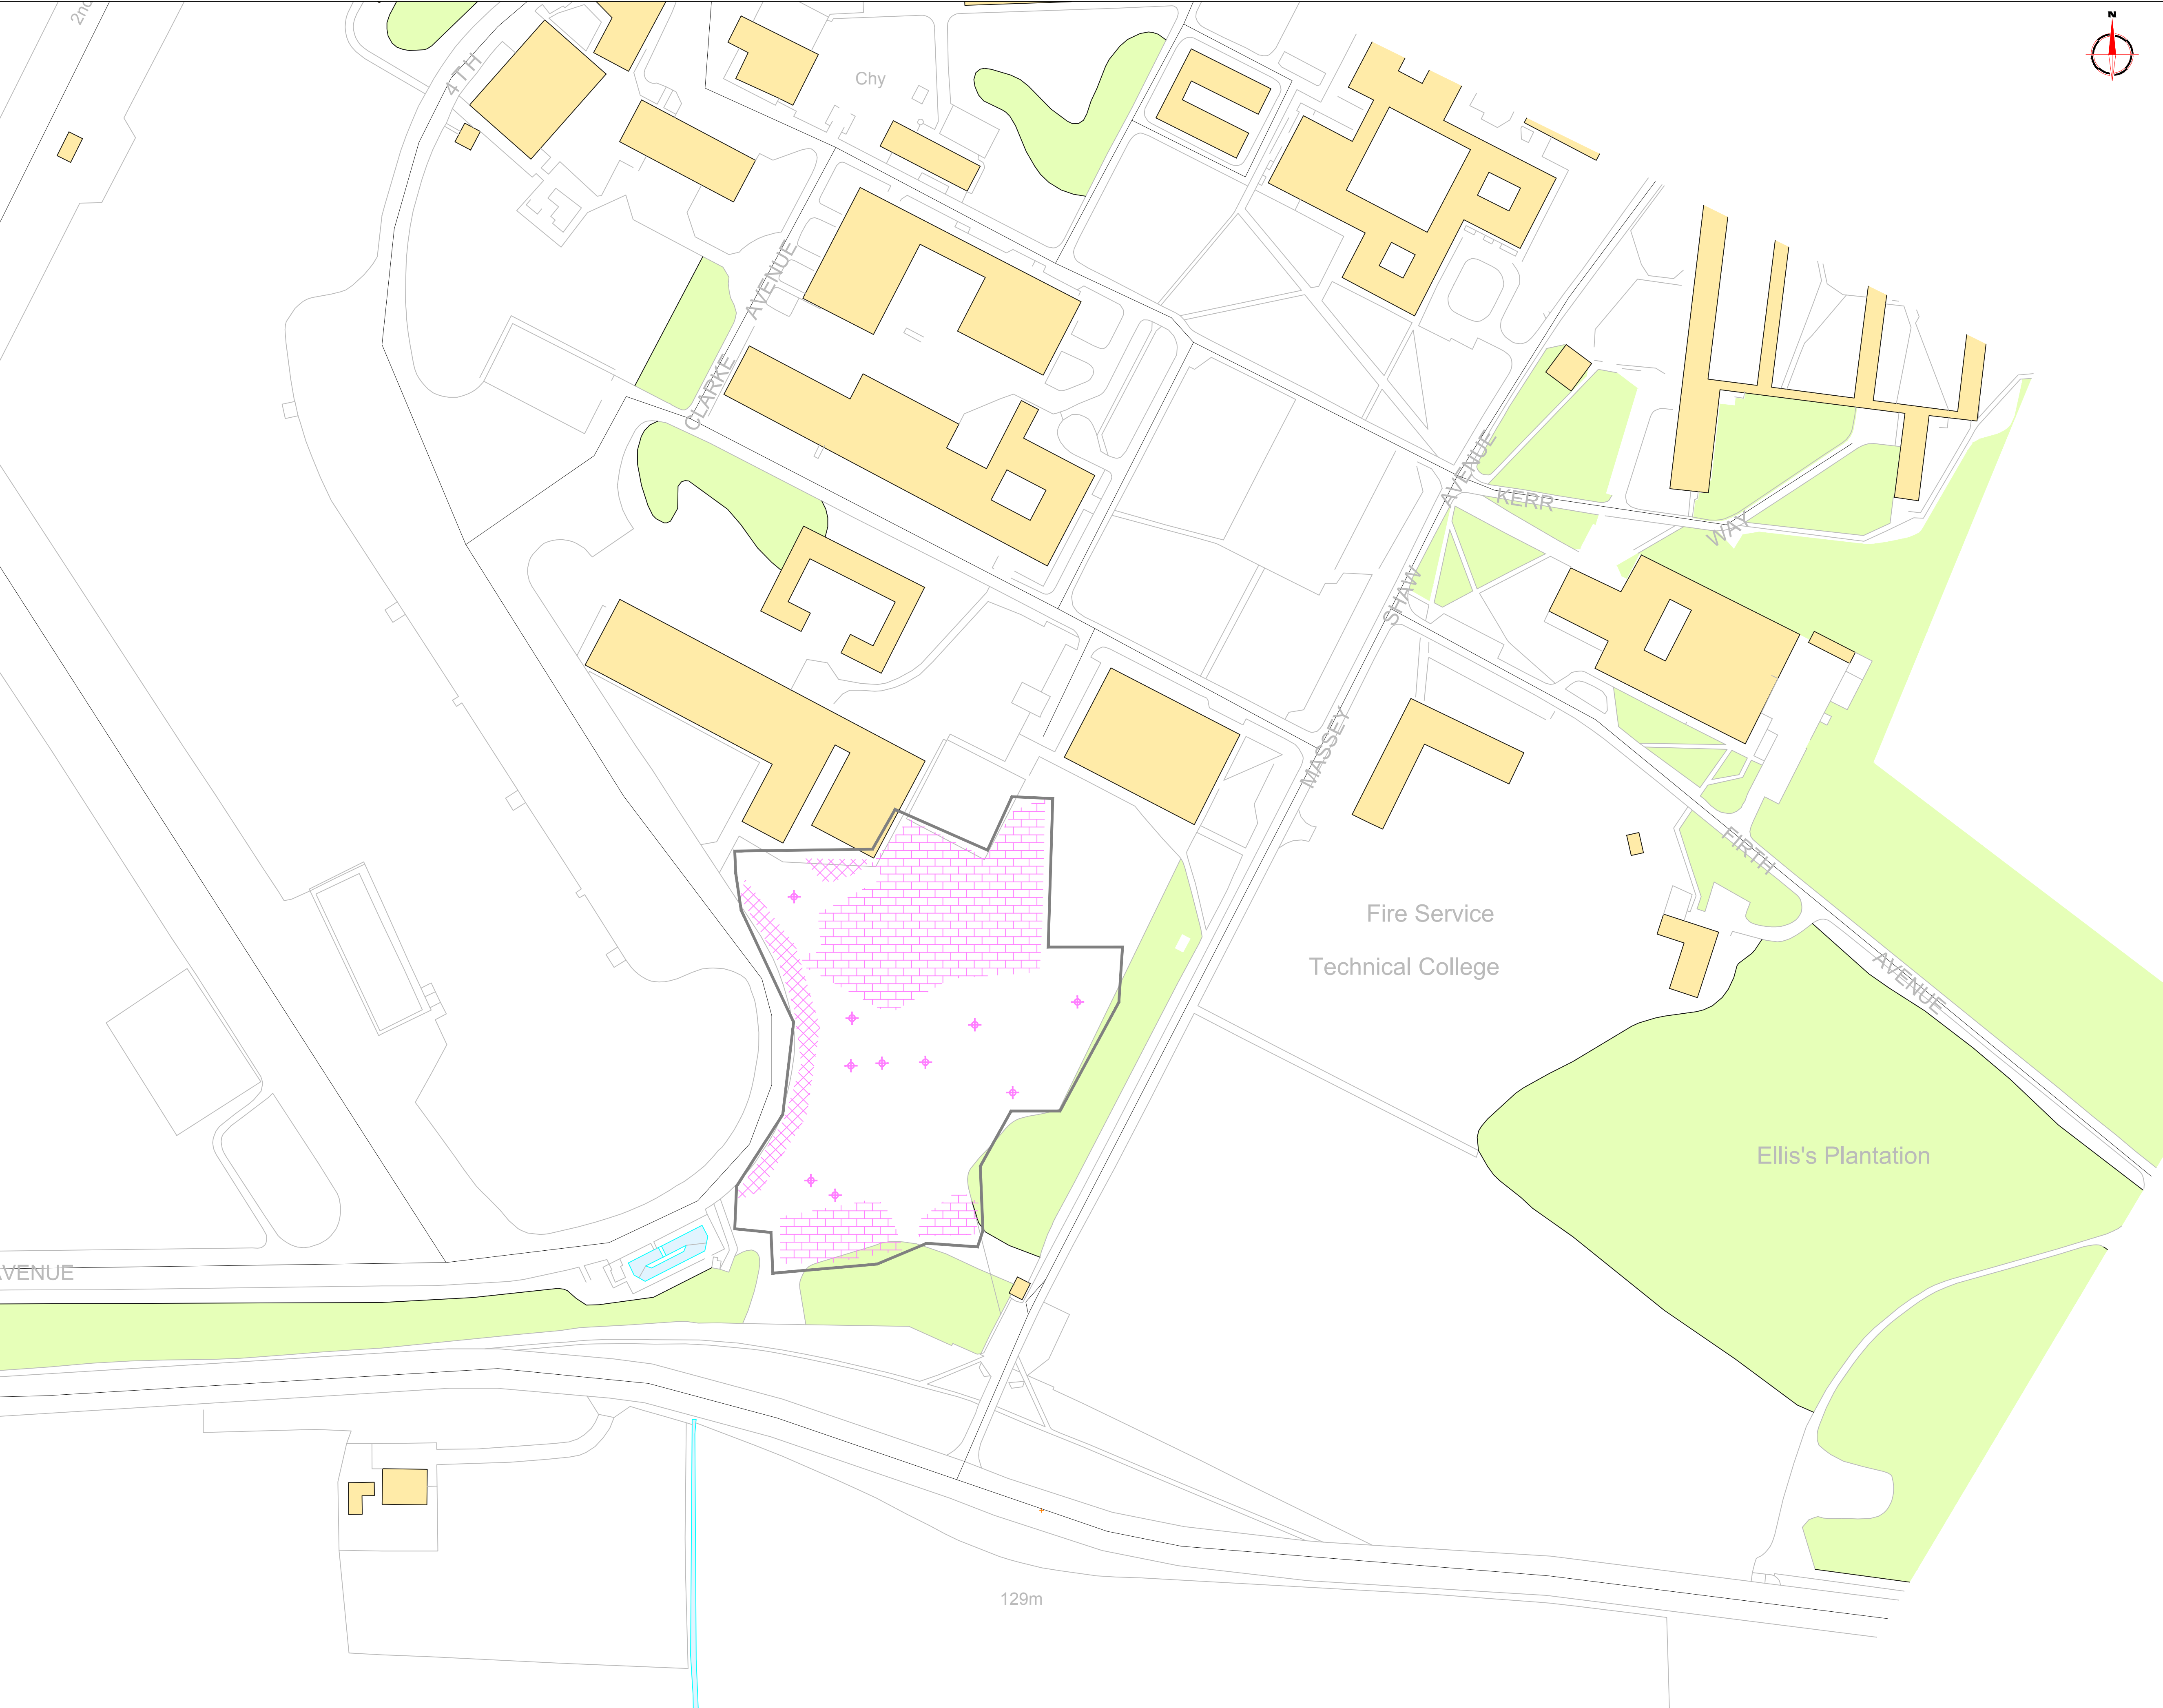 2nd
N
4TH
Chy
CLARKE AVENUE
SHAW AVENUE
KERR WAY
MASSEY
Fire Service
Technical College
FIRTH AVENUE
Ellis's Plantation
AVENUE
129m